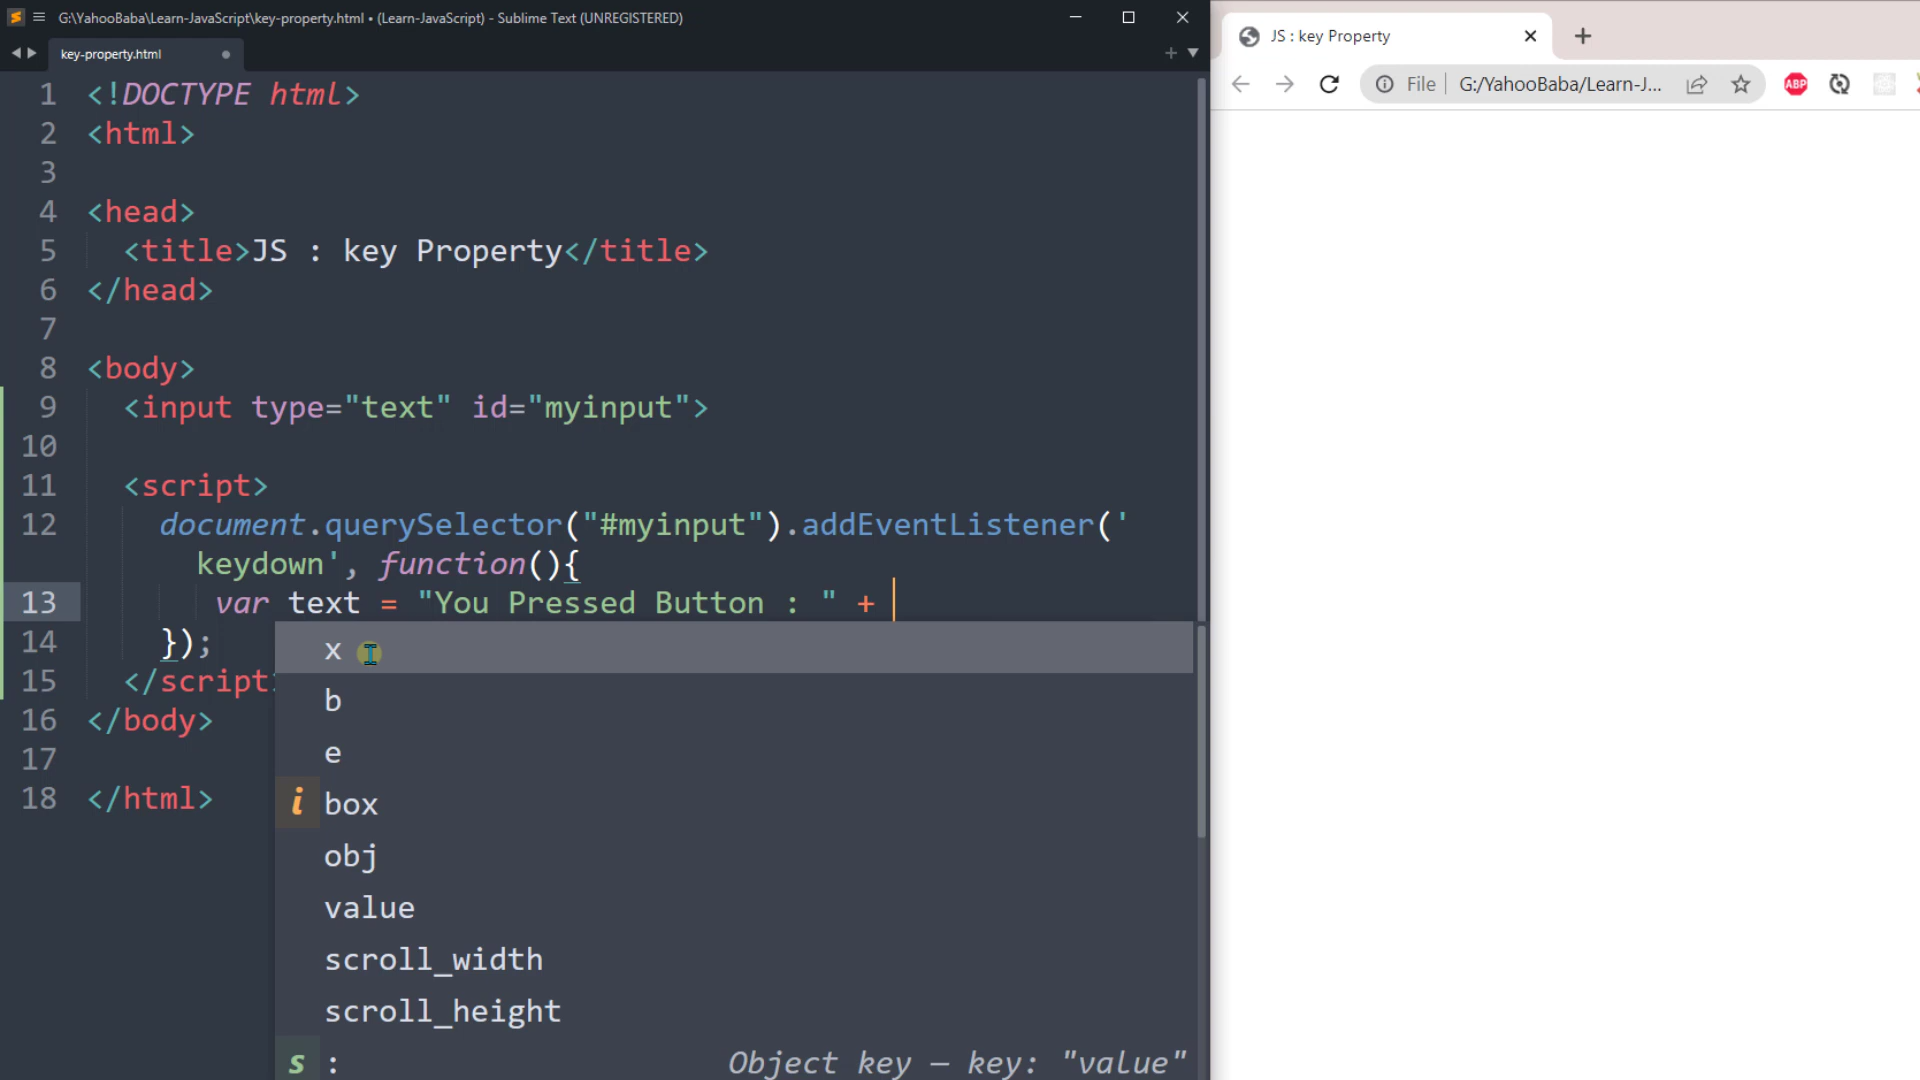 G:\YahooBaba\Learn-JavaScript\key-property.html • (Learn-JavaScript) - Sublime Text (UNREGISTERED)
key-property.html
1 <!DOCTYPE html>
2 <html>
3
4 <head>
5 <title>JS : key Property</title>
6 </head>
7
8 <body>
9 <input type="text" id="myinput">
10
11 <script>
12 document.querySelector("#myinput").addEventListener('
keydown', function(){
13 var text = "You Pressed Button : " +
14 });
15 </script>
16 </body>
17
18 </html>
x
b
e
i box
obj
value
scroll_width
scroll_height
s : Object key — key: "value"
JS : key Property
File G:/YahooBaba/Learn-J...
ABP